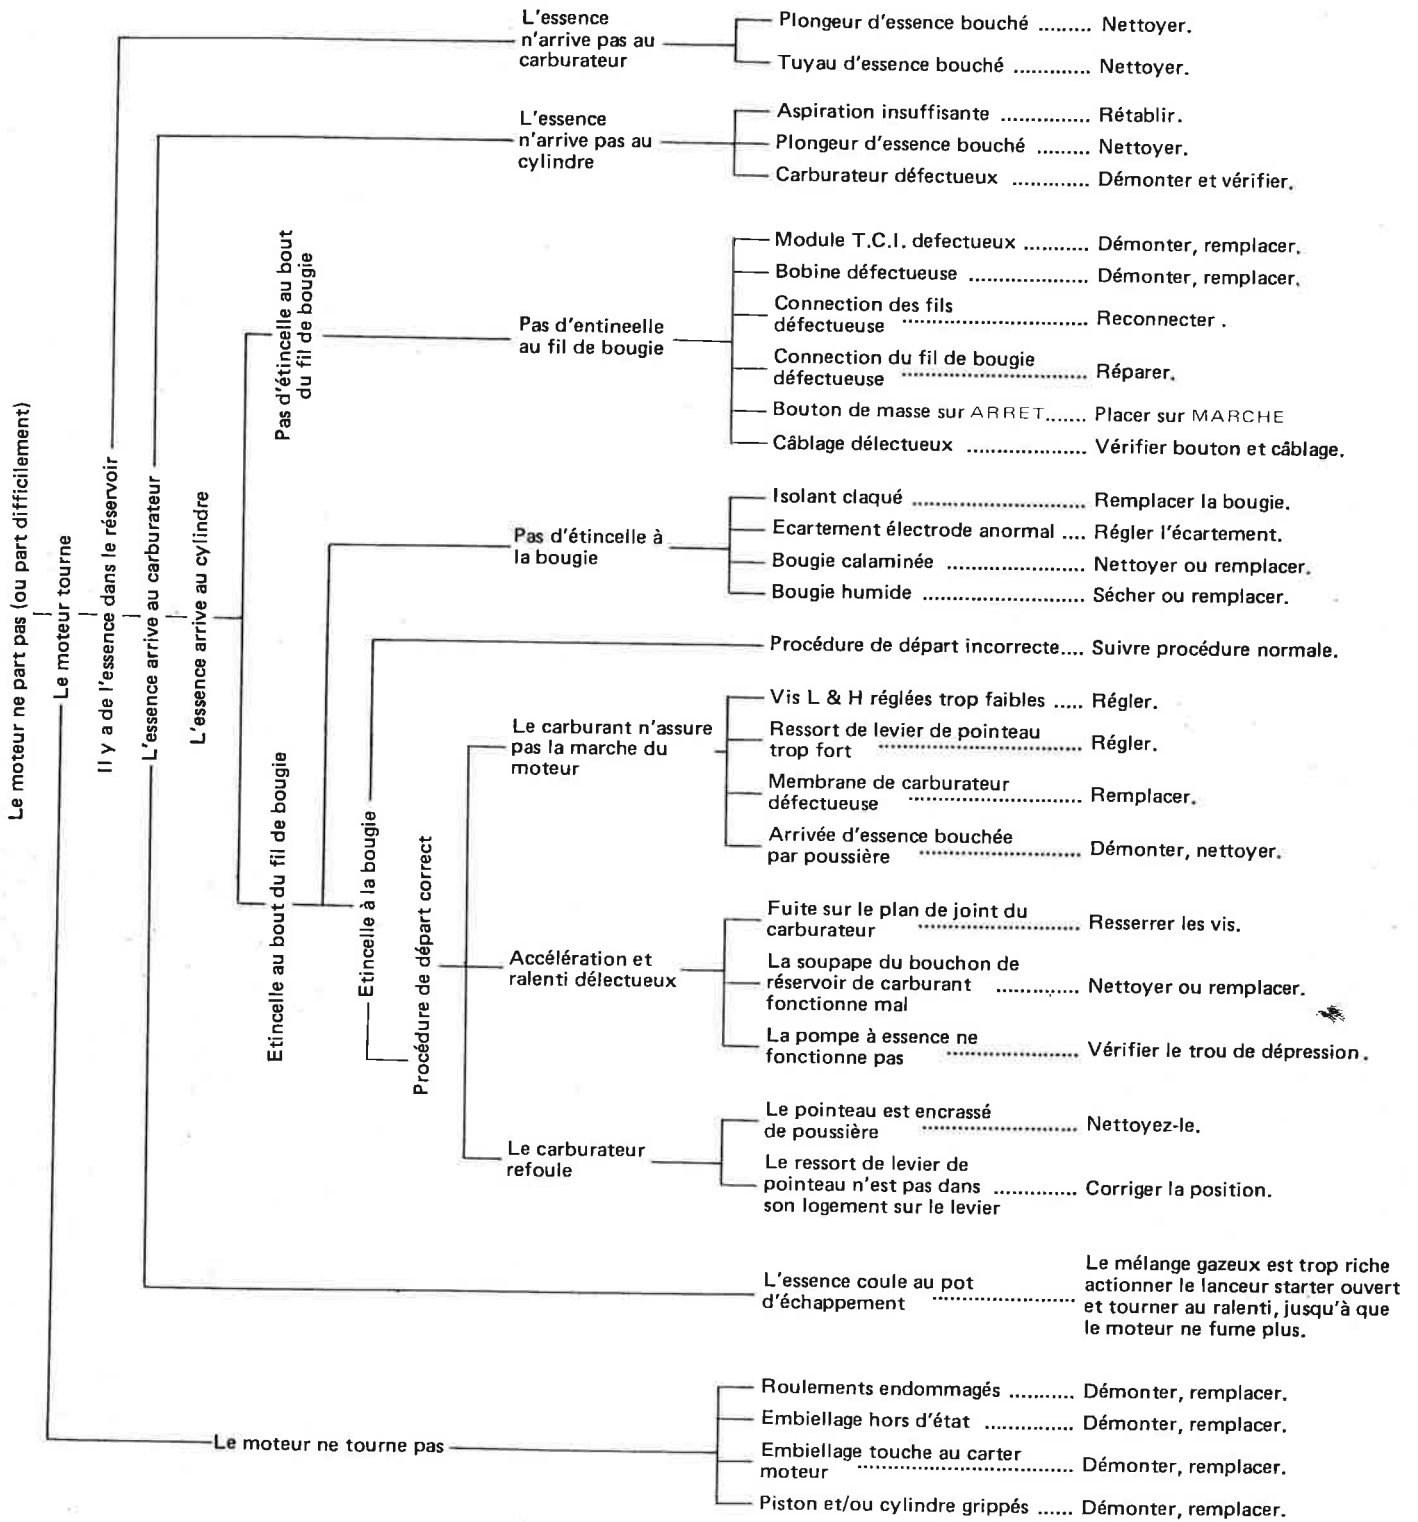 Le moteur ne part pas (ou part difficilement)
Le moteur tourne
Il y a de l'essence dans le réservoir
L'essence arrive au carburateur
L'essence arrive au cylindre
Pas d'étincelle au bout
du fil de bougie
Etincelle au bout du fil de bougie
Etincelle à la bougie
Procédure de départ correct
L'essence
n'arrive pas au
carburateur
Plongeur d'essence bouché ......... Nettoyer.
Tuyau d'essence bouché ............. Nettoyer.
L'essence
n'arrive pas au
cylindre
Aspiration insuffisante ............... Rétablir.
Plongeur d'essence bouché ......... Nettoyer.
Carburateur défectueux ............. Démonter et vérifier.
Pas d'entineelle
au fil de bougie
Module T.C.I. defectueux ........... Démonter, remplacer.
Bobine défectueuse .................... Démonter, remplacer.
Connection des fils
défectueuse ............................... Reconnecter .
Connection du fil de bougie
défectueuse ............................... Réparer.
Bouton de masse sur ARRET....... Placer sur MARCHE
Câblage délectueux .................... Vérifier bouton et câblage.
Pas d'étincelle à
la bougie
Isolant claqué ............................. Remplacer la bougie.
Ecartement électrode anormal .... Régler l'écartement.
Bougie calaminée ....................... Nettoyer ou remplacer.
Bougie humide ........................... Sécher ou remplacer.
Procédure de départ incorrecte.... Suivre procédure normale.
Le carburant n'assure
pas la marche du
moteur
Vis L & H réglées trop faibles ..... Régler.
Ressort de levier de pointeau
trop fort .................................. Régler.
Membrane de carburateur
défectueuse ............................. Remplacer.
Arrivée d'essence bouchée
par poussière ........................... Démonter, nettoyer.
Accélération et
ralenti délectueux
Fuite sur le plan de joint du
carburateur ........................... Resserrer les vis.
La soupape du bouchon de
réservoir de carburant .............. Nettoyer ou remplacer.
fonctionne mal
La pompe à essence ne
fonctionne pas ...................... Vérifier le trou de dépression.
Le carburateur
refoule
Le pointeau est encrassé
de poussière .......................... Nettoyez-le.
Le ressort de levier de
pointeau n'est pas dans .............. Corriger la position.
son logement sur le levier
L'essence coule au pot
d'échappement ........................
Le mélange gazeux est trop riche
actionner le lanceur starter ouvert
et tourner au ralenti, jusqu'à que
le moteur ne fume plus.
Le moteur ne tourne pas
Roulements endommagés ........... Démonter, remplacer.
Embiellage hors d'état .............. Démonter, remplacer.
Embiellage touche au carter
moteur .................................... Démonter, remplacer.
Piston et/ou cylindre grippés ...... Démonter, remplacer.